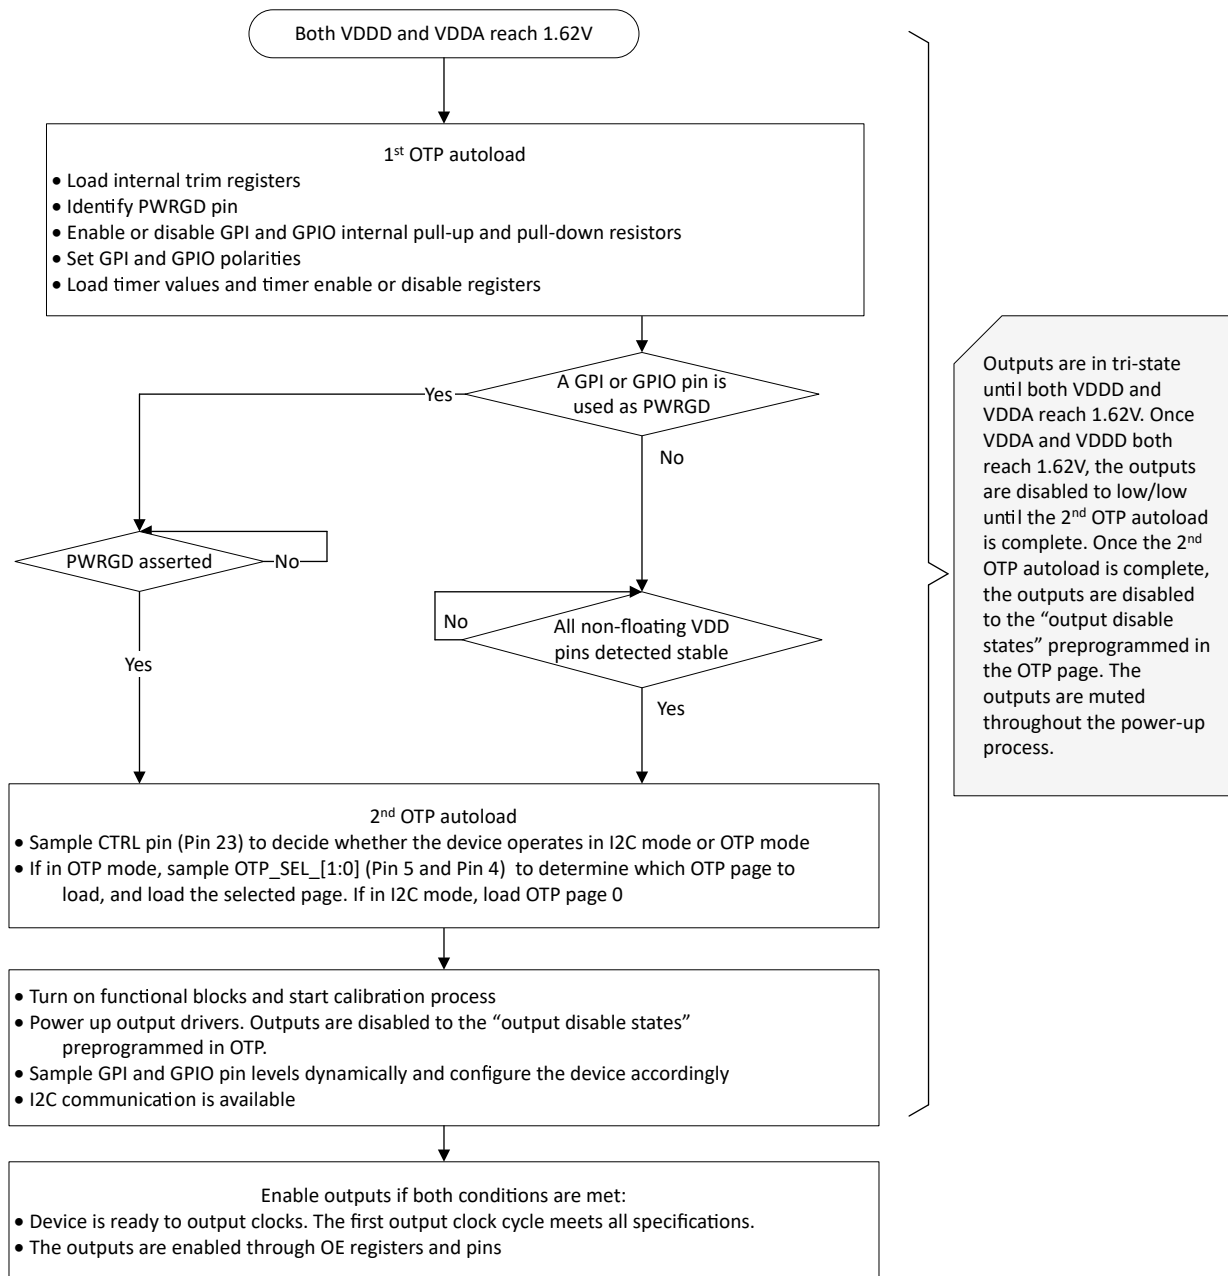 Both VDDD and VDDA reach 1.62V
1st OTP autoload
• Load internal trim registers
• Identify PWRGD pin
• Enable or disable GPI and GPIO internal pull-up and pull-down resistors
• Set GPI and GPIO polarities
• Load timer values and timer enable or disable registers
A GPI or GPIO pin is
used as PWRGD
Yes
No
PWRGD asserted
No
Yes
All non-floating VDD
pins detected stable
No
Yes
2nd OTP autoload
• Sample CTRL pin (Pin 23) to decide whether the device operates in I2C mode or OTP mode
• If in OTP mode, sample OTP_SEL_[1:0] (Pin 5 and Pin 4) to determine which OTP page to
load, and load the selected page. If in I2C mode, load OTP page 0
• Turn on functional blocks and start calibration process
• Power up output drivers. Outputs are disabled to the “output disable states”
preprogrammed in OTP.
• Sample GPI and GPIO pin levels dynamically and configure the device accordingly
• I2C communication is available
Enable outputs if both conditions are met:
• Device is ready to output clocks. The first output clock cycle meets all specifications.
• The outputs are enabled through OE registers and pins
Outputs are in tri-state
until both VDDD and
VDDA reach 1.62V. Once
VDDA and VDDD both
reach 1.62V, the outputs
are disabled to low/low
until the 2nd OTP autoload
is complete. Once the 2nd
OTP autoload is complete,
the outputs are disabled
to the “output disable
states” preprogrammed in
the OTP page. The
outputs are muted
throughout the power-up
process.